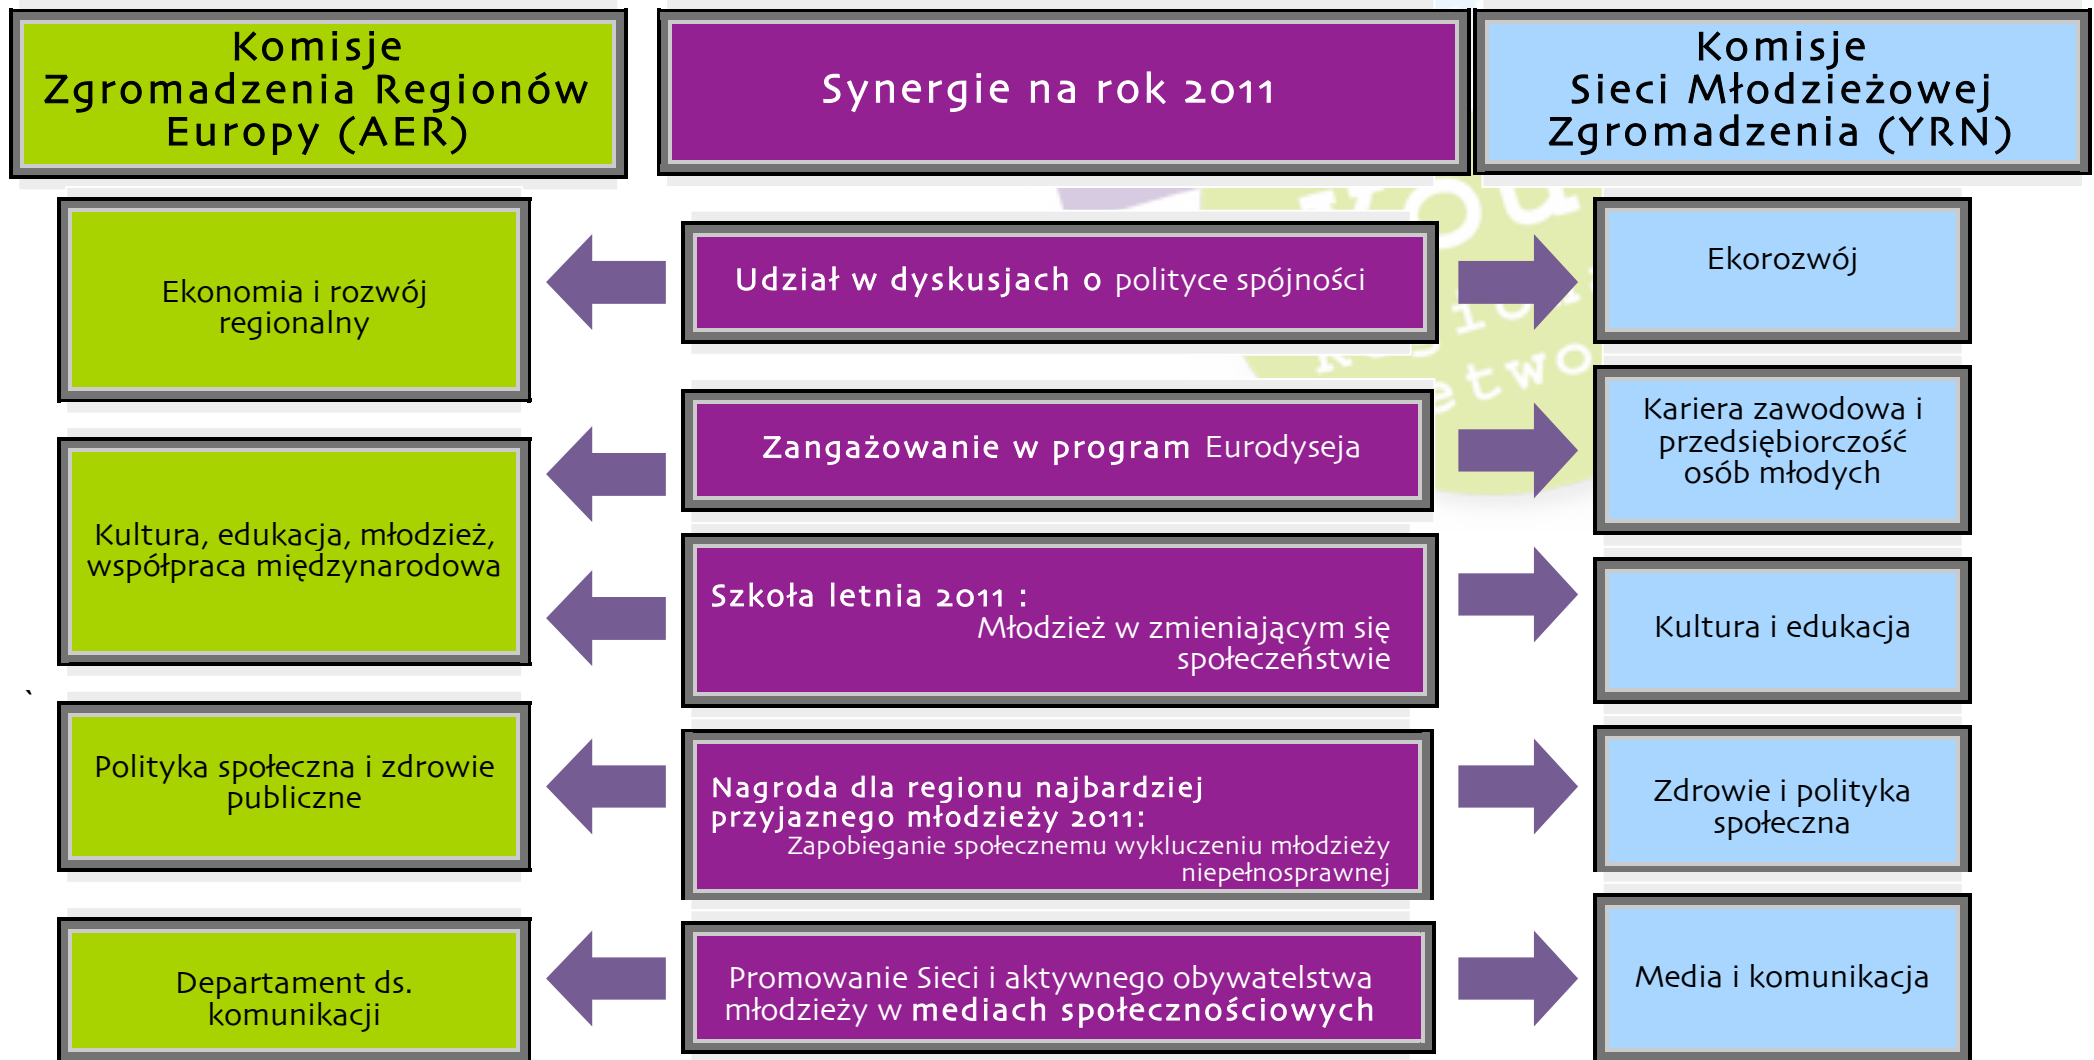 Komisje
Zgromadzenia Regionów
Europy (AER)
Synergie na rok 2011
Komisje
Sieci Młodzieżowej
Zgromadzenia (YRN)
Ekonomia i rozwój
regionalny
Udział w dyskusjach o polityce spójności
Ekorozwój
Kultura, edukacja, młodzież,
współpraca międzynarodowa
Zangażowanie w program Eurodyseja
Kariera zawodowa i
przedsiębiorczość
osób młodych
Szkoła letnia 2011 :
Młodzież w zmieniającym się
społeczeństwie
Kultura i edukacja
Polityka społeczna i zdrowie
publiczne
Nagroda dla regionu najbardziej
przyjaznego młodzieży 2011:
Zapobieganie społecznemu wykluczeniu młodzieży
niepełnosprawnej
Zdrowie i polityka
społeczna
Departament ds.
komunikacji
Promowanie Sieci i aktywnego obywatelstwa
młodzieży w mediach społecznościowych
Media i komunikacja